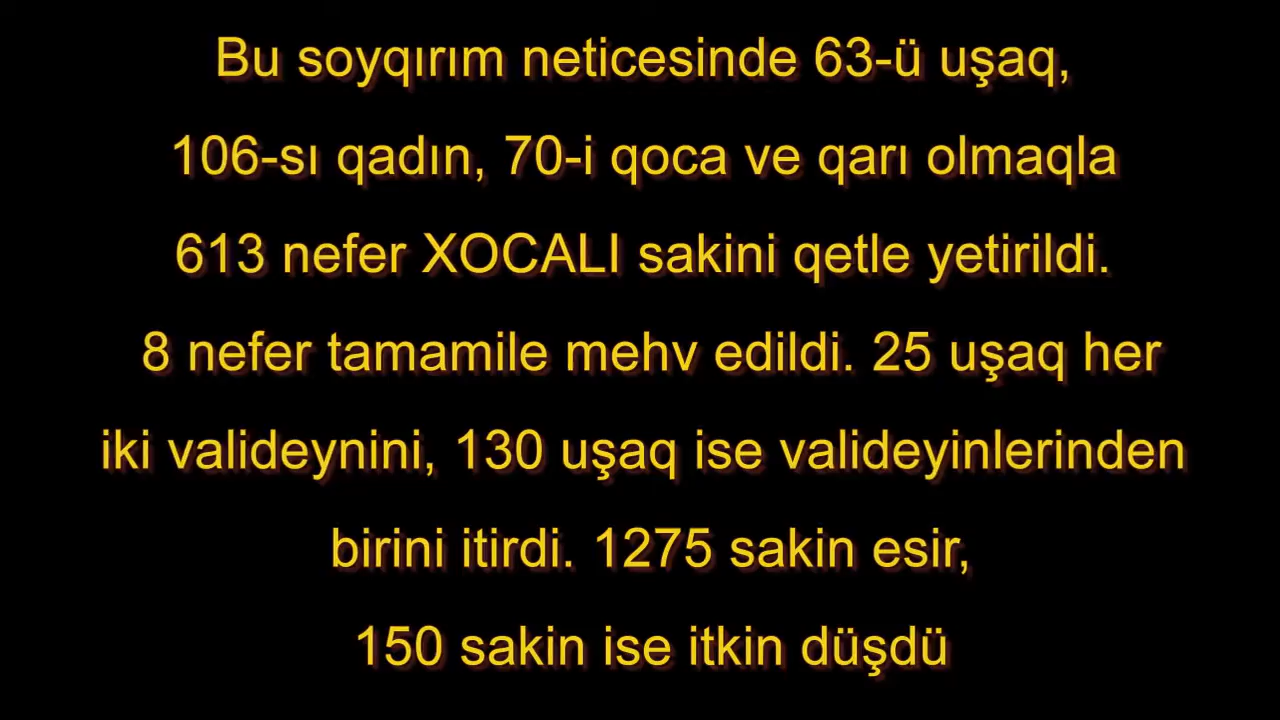 Bu soyqırım neticesinde 63-ü uşaq,
106-sı qadın, 70-i qoca ve qarı olmaqla
613 nefer XOCALI sakini qetle yetirildi.
8 nefer tamamile mehv edildi. 25 uşaq her
iki valideynini, 130 uşaq ise valideyinlerinden
birini itirdi. 1275 sakin esir,
150 sakin ise itkin düşdü